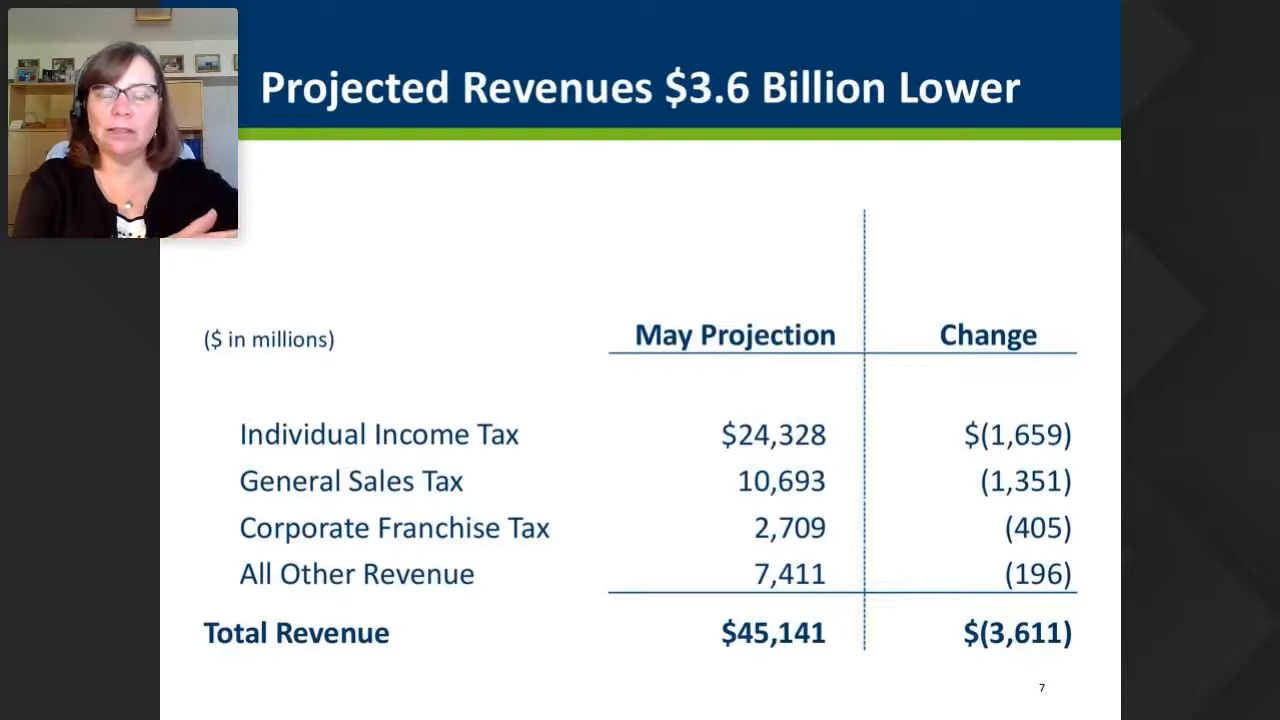 Projected Revenues $3.6 Billion Lower
($ in millions) May Projection Change
Individual Income Tax $24,328 $(1,659)
General Sales Tax 10,693 (1,351)
Corporate Franchise Tax 2,709 (405)
All Other Revenue 7,411 (196)
Total Revenue $45,141 $(3,611)
7